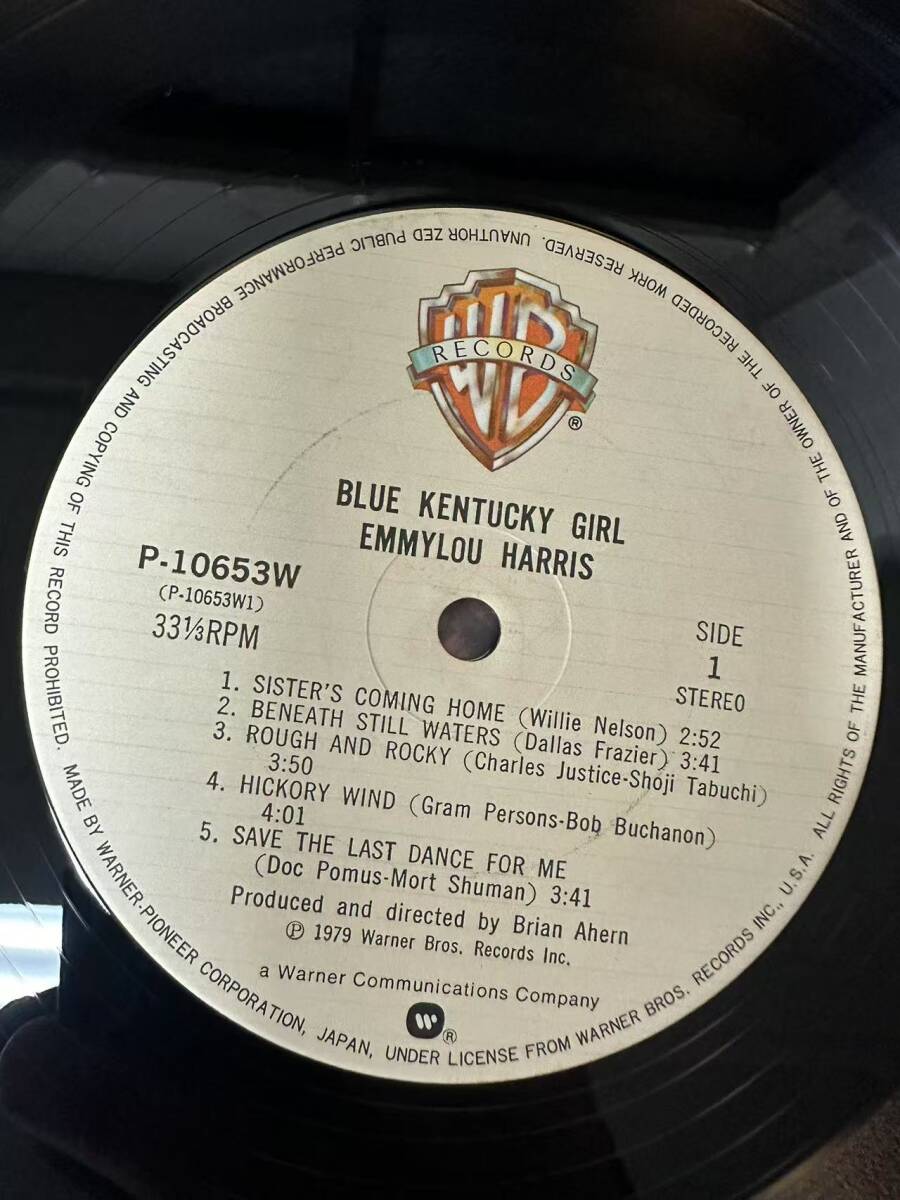 WB
RECORDS
®
BLUE KENTUCKY GIRL
EMMYLOU HARRIS
P-10653W
(P-10653W1)
33⅓RPM
SIDE
1
STEREO
1. SISTER'S COMING HOME (Willie Nelson) 2:52
2. BENEATH STILL WATERS (Dallas Frazier) 3:41
3. ROUGH AND ROCKY (Charles Justice-Shoji Tabuchi)
3:50
4. HICKORY WIND (Gram Persons-Bob Buchanon)
4:01
5. SAVE THE LAST DANCE FOR ME
(Doc Pomus-Mort Shuman) 3:41
Produced and directed by Brian Ahern
℗ 1979 Warner Bros. Records Inc.
a Warner Communications Company
®
MADE BY WARNER-PIONEER CORPORATION, JAPAN, UNDER LICENSE FROM WARNER BROS. RECORDS INC., U.S.A. ALL RIGHTS OF THE MANUFACTURER AND OF THE OWNER OF THE RECORDED WORK RESERVED. UNAUTHOR ZED PUBLIC PERFORMANCE BROADCASTING AND COPYING OF THIS RECORD PROHIBITED.